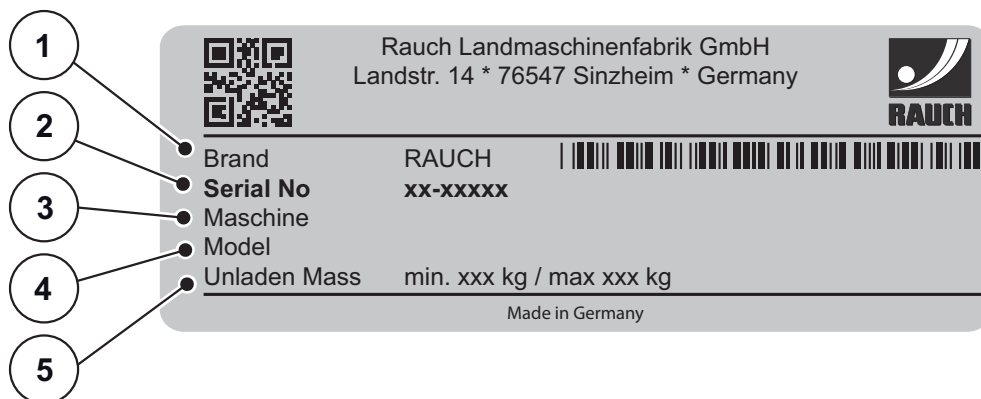 Rauch Landmaschinenfabrik GmbH
Landstr. 14 * 76547 Sinzheim * Germany
RAUCH
1
2
3
4
5
Brand RAUCH
Serial No xx-xxxxx
Maschine
Model
Unladen Mass min. xxx kg / max xxx kg
Made in Germany